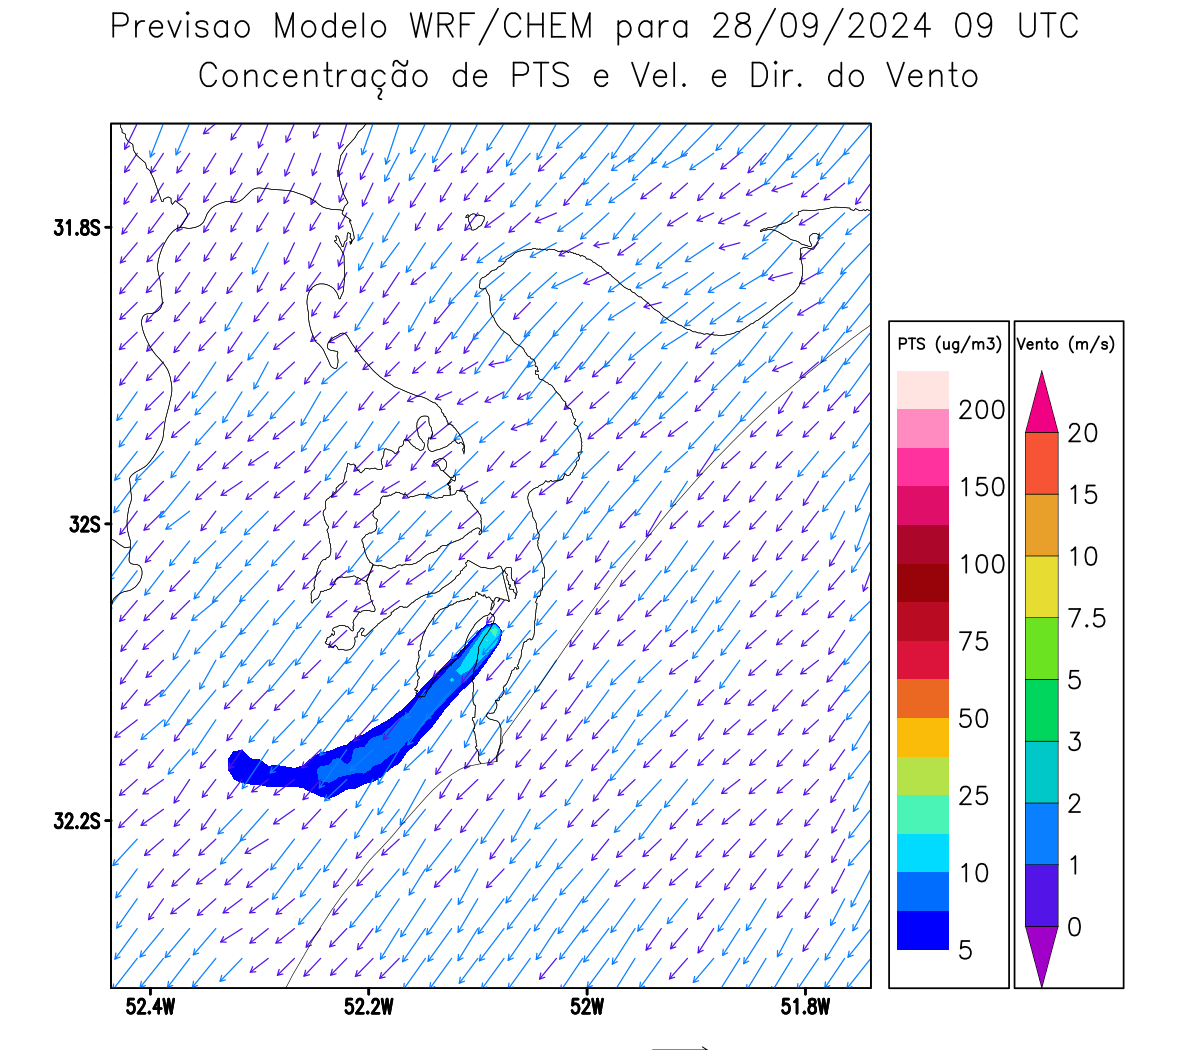 Previsao Modelo WRF/CHEM para 28/09/2024 09 UTC
Concentração de PTS e Vel. e Dir. do Vento
31.8S
32S
32.2S
52.4W 52.2W 52W 51.8W
PTS (ug/m3)
200
150
100
75
50
25
10
5
Vento (m/s)
20
15
10
7.5
5
3
2
1
0